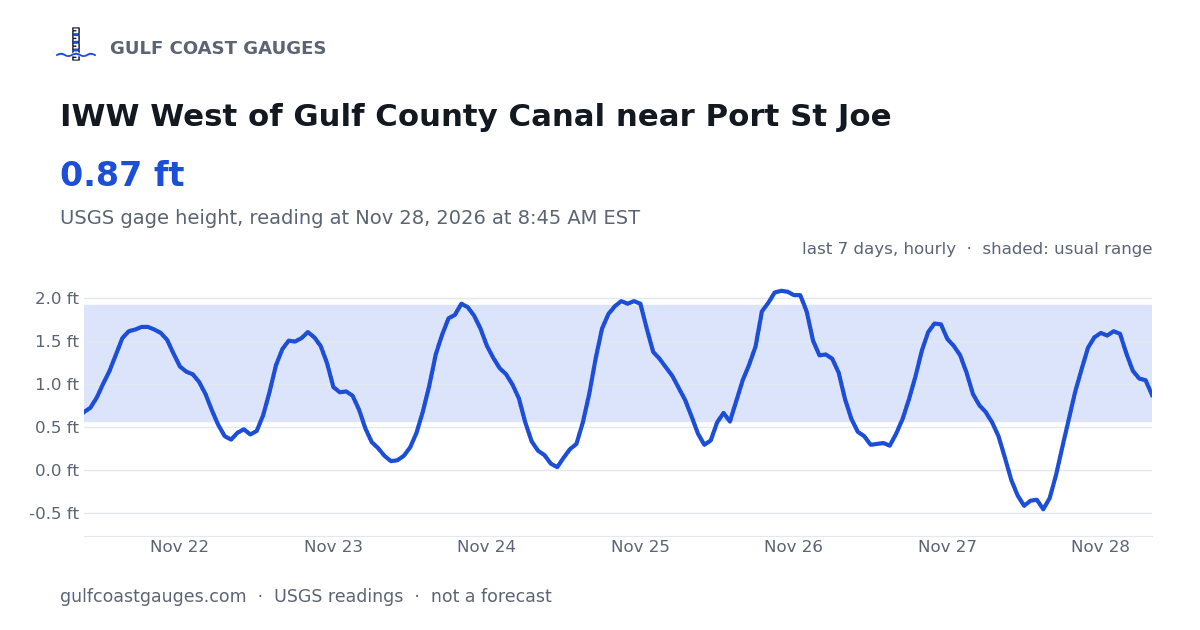 GULF COAST GAUGES
IWW West of Gulf County Canal near Port St Joe
0.87 ft
USGS gage height, reading at Nov 28, 2026 at 8:45 AM EST
last 7 days, hourly · shaded: usual range
2.0 ft
1.5 ft
1.0 ft
0.5 ft
0.0 ft
-0.5 ft
Nov 22 Nov 23 Nov 24 Nov 25 Nov 26 Nov 27 Nov 28
gulfcoastgauges.com · USGS readings · not a forecast